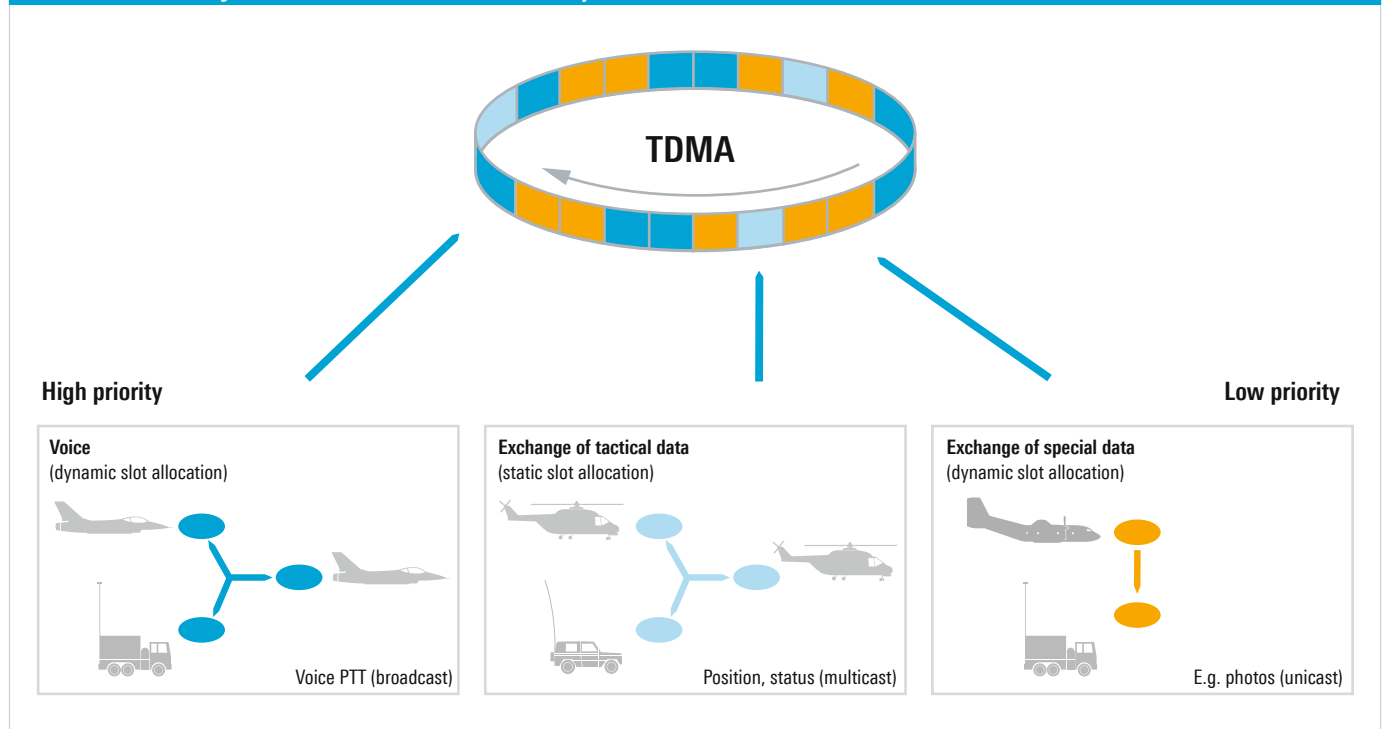 TDMA
High priority
Low priority
Voice
(dynamic slot allocation)
Voice PTT (broadcast)
Exchange of tactical data
(static slot allocation)
Position, status (multicast)
Exchange of special data
(dynamic slot allocation)
E.g. photos (unicast)